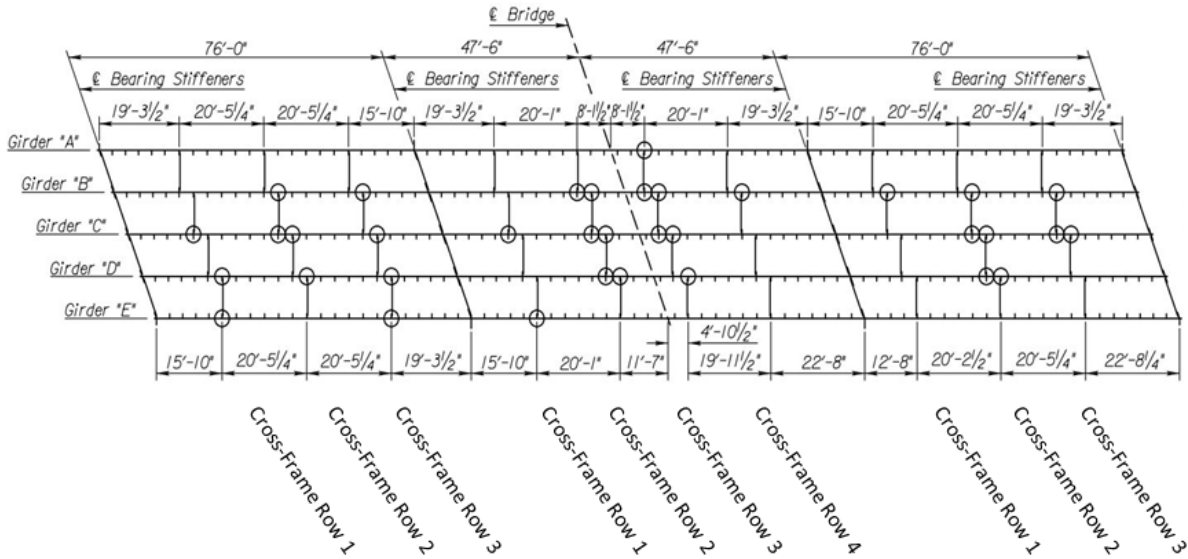 ℄ Bridge
76'-0" 47'-6" 47'-6" 76'-0"
℄ Bearing Stiffeners ℄ Bearing Stiffeners ℄ Bearing Stiffeners ℄ Bearing Stiffeners
19'-3½" 20'-5¼" 20'-5¼" 15'-10" 19'-3½" 20'-1" 8'-1½" 8'-1½" 20'-1" 19'-3½" 15'-10" 20'-5¼" 20'-5¼" 19'-3½"
Girder "A"
Girder "B"
Girder "C"
Girder "D"
Girder "E"
4'-10½"
15'-10" 20'-5¼" 20'-5¼" 19'-3½" 15'-10" 20'-1" 11'-7" 19'-11½" 22'-8" 12'-8" 20'-2½" 20'-5¼" 22'-8¼"
Cross-Frame Row 1
Cross-Frame Row 2
Cross-Frame Row 3
Cross-Frame Row 1
Cross-Frame Row 2
Cross-Frame Row 3
Cross-Frame Row 4
Cross-Frame Row 1
Cross-Frame Row 2
Cross-Frame Row 3